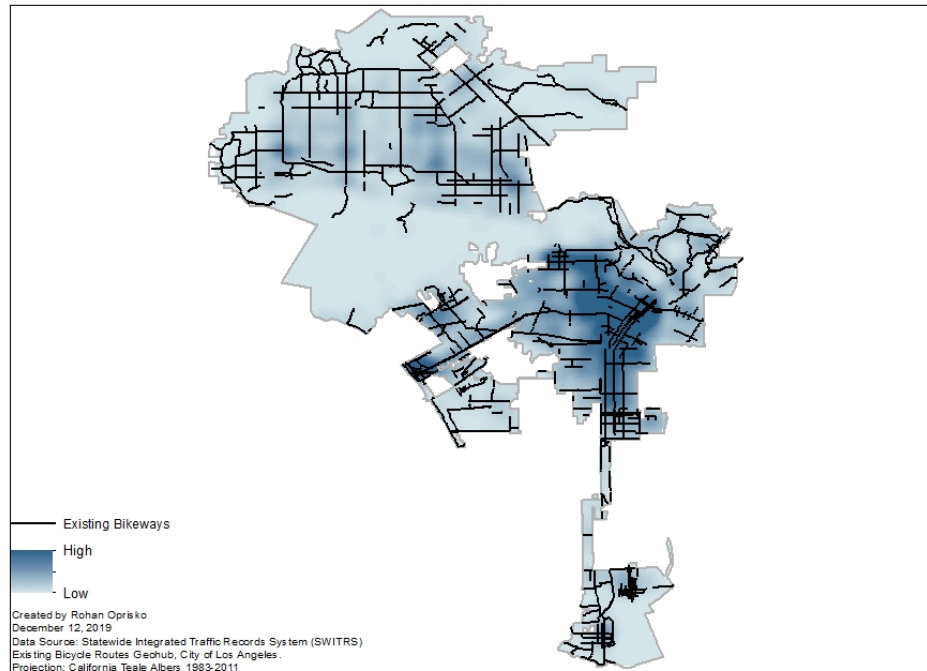 Existing Bikeways
High
Low
Created by Rohan Oprisko
December 12, 2019
Data Source: Statewide Integrated Traffic Records System (SWITRS)
Existing Bicycle Routes Geohub, City of Los Angeles.
Projection: California Teale Albers 1983-2011